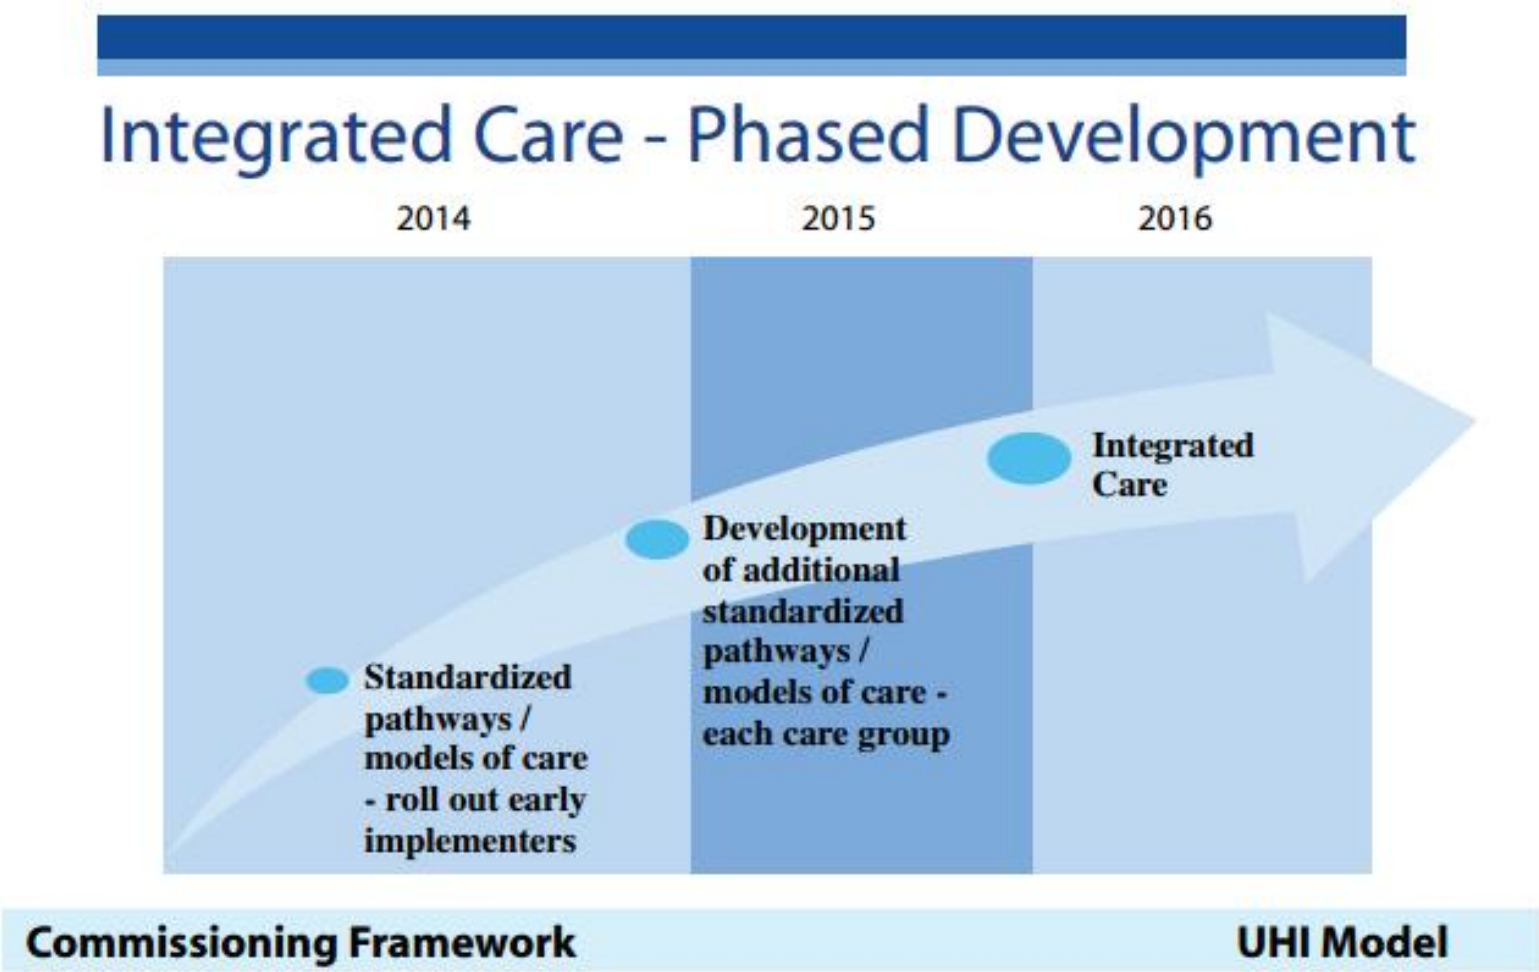 Integrated Care - Phased Development
2014
2015
2016
Integrated
Care
Development
of additional
standardized
pathways /
models of care -
each care group
Standardized
pathways /
models of care
- roll out early
implementers
Commissioning Framework
UHI Model